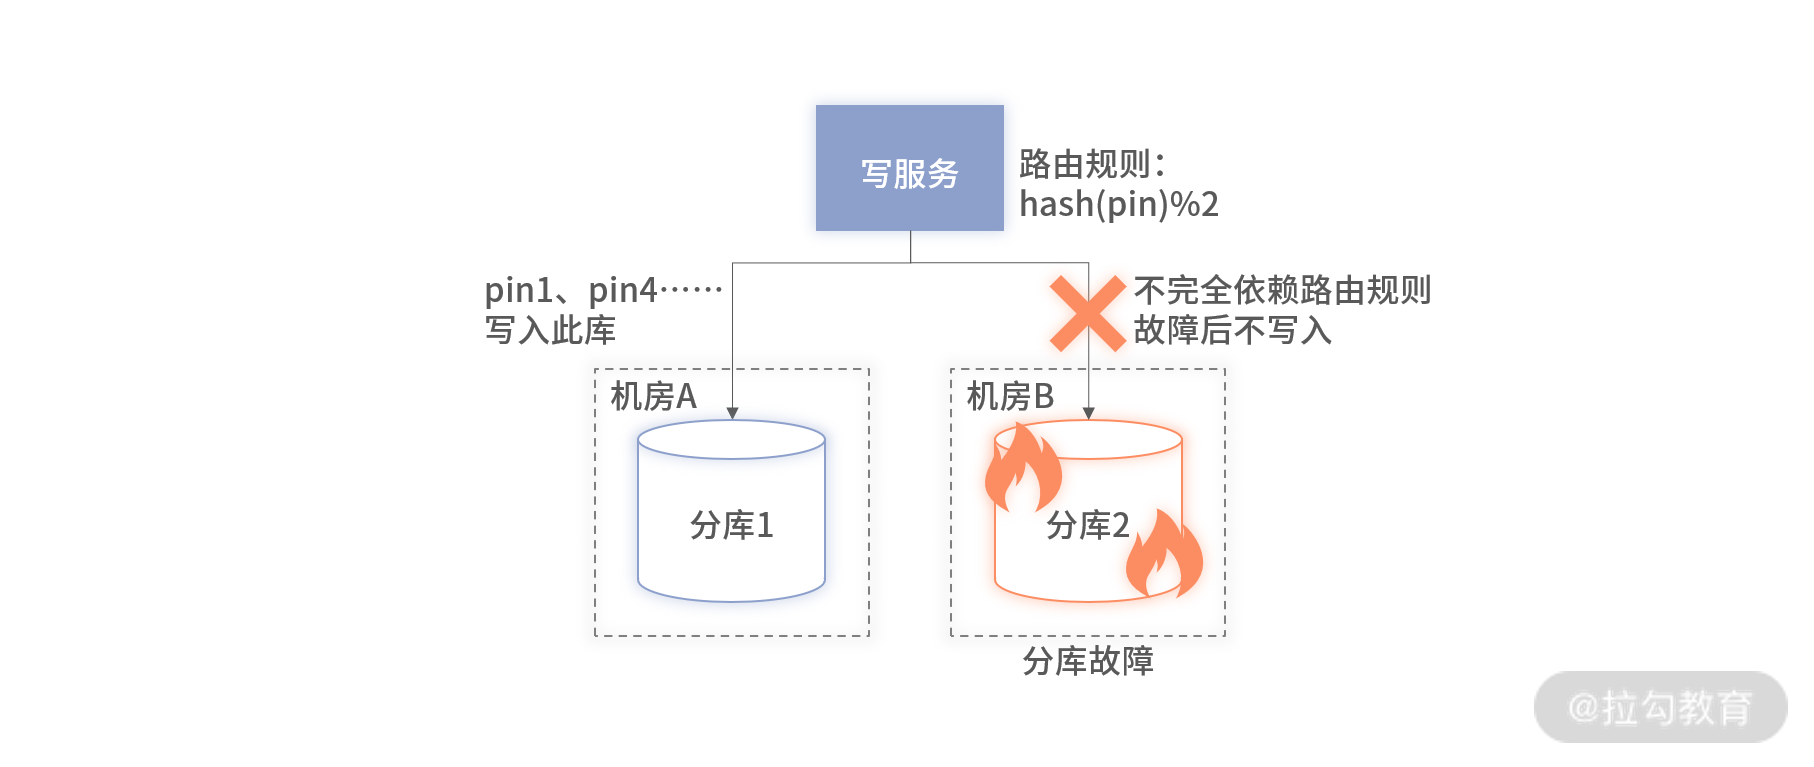 写服务
路由规则：
hash(pin)%2
pin1、pin4……
写入此库
不完全依赖路由规则
故障后不写入
机房A
机房B
分库1
分库2
分库故障
@拉勾教育